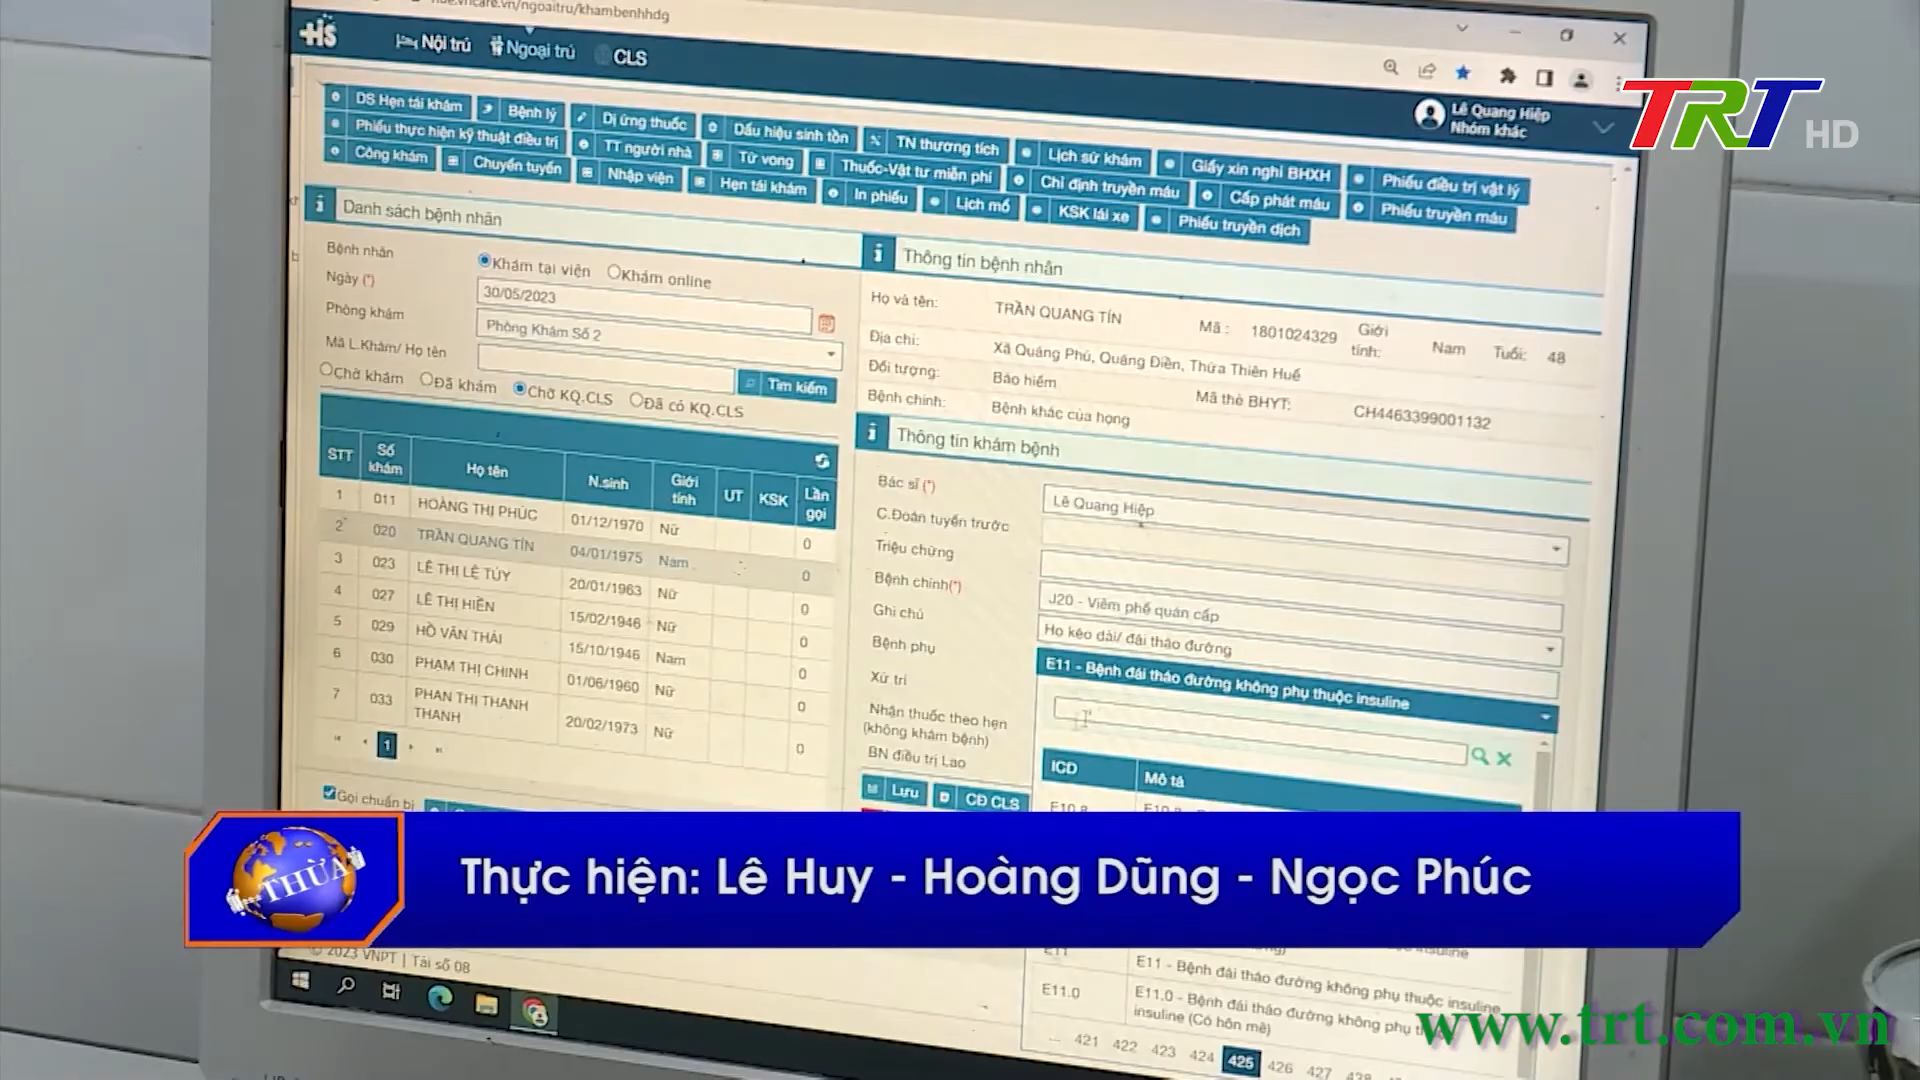 hue.vncare.vn/ngoaitru/khambenhhdg
HIS Nội trú Ngoại trú CLS
Lê Quang Hiệp
Nhóm khác
TRT HD
DS Hẹn tái khám Bệnh lý Dị ứng thuốc Dấu hiệu sinh tồn TN thương tích Lịch sử khám Giấy xin nghỉ BHXH Phiếu điều trị vật lý
Phiếu thực hiện kỹ thuật điều trị TT người nhà Tử vong Thuốc-Vật tư miễn phí Chỉ định truyền máu Cấp phát máu Phiếu truyền máu
Công khám Chuyển tuyến Nhập viện Hẹn tái khám In phiếu Lịch mổ KSK lái xe Phiếu truyền dịch
Danh sách bệnh nhân
Bệnh nhân Khám tại viện Khám online
Ngày (*) 30/05/2023
Phòng khám Phòng Khám Số 2
Mã L.Khám/ Họ tên Tìm kiếm
Chờ khám Đã khám Chờ KQ.CLS Đã có KQ.CLS
STT Số khám Họ tên N.sinh Giới tính UT KSK Lần gọi
1 011 HOÀNG THỊ PHÚC 01/12/1970 Nữ 0
2 020 TRẦN QUANG TÍN 04/01/1975 Nam 0
3 023 LÊ THỊ LỆ TÚY 20/01/1963 Nữ 0
4 027 LÊ THỊ HIỀN 15/02/1946 Nữ 0
5 029 HỒ VĂN THÁI 15/10/1946 Nam 0
6 030 PHẠM THỊ CHINH 01/06/1960 Nữ 0
7 033 PHAN THỊ THANH THANH 20/02/1973 Nữ 0
1
Gọi chuẩn bị
Thông tin bệnh nhân
Họ và tên: TRẦN QUANG TÍN Mã : 1801024329 Giới tính: Nam Tuổi: 48
Địa chỉ: Xã Quảng Phú, Quảng Điền, Thừa Thiên Huế
Đối tượng: Bảo hiểm Mã thẻ BHYT: CH4463399001132
Bệnh chính: Bệnh khác của họng
Thông tin khám bệnh
Bác sĩ (*) Lê Quang Hiệp
C.Đoán tuyến trước
Triệu chứng
Bệnh chính(*) J20 - Viêm phế quản cấp
Ghi chú Ho kéo dài/ đái tháo đường
Bệnh phụ E11 - Bệnh đái tháo đường không phụ thuộc insuline
Xử trí
Nhận thuốc theo hẹn
(không khám bệnh)
BN điều trị Lao
Lưu CĐ CLS
ICD Mô tả
THỪA
Thực hiện: Lê Huy - Hoàng Dũng - Ngọc Phúc
E11 E11 - Bệnh đái tháo đường không phụ thuộc insuline
E11.0 E11.0 - Bệnh đái tháo đường không phụ
insuline (Có hôn mê)
... 421 422 423 424 425 426 427
© 2023 VNPT | Tải số 08
www.trt.com.vn